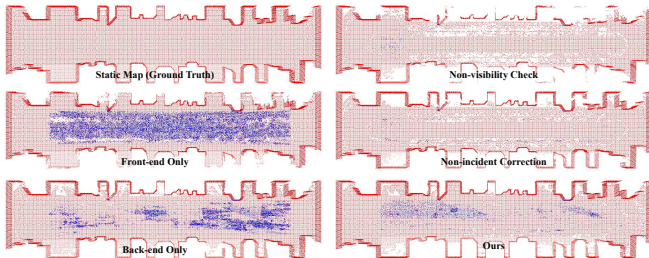 Static Map (Ground Truth)
Non-visibility Check
Front-end Only
Non-incident Correction
Back-end Only
Ours